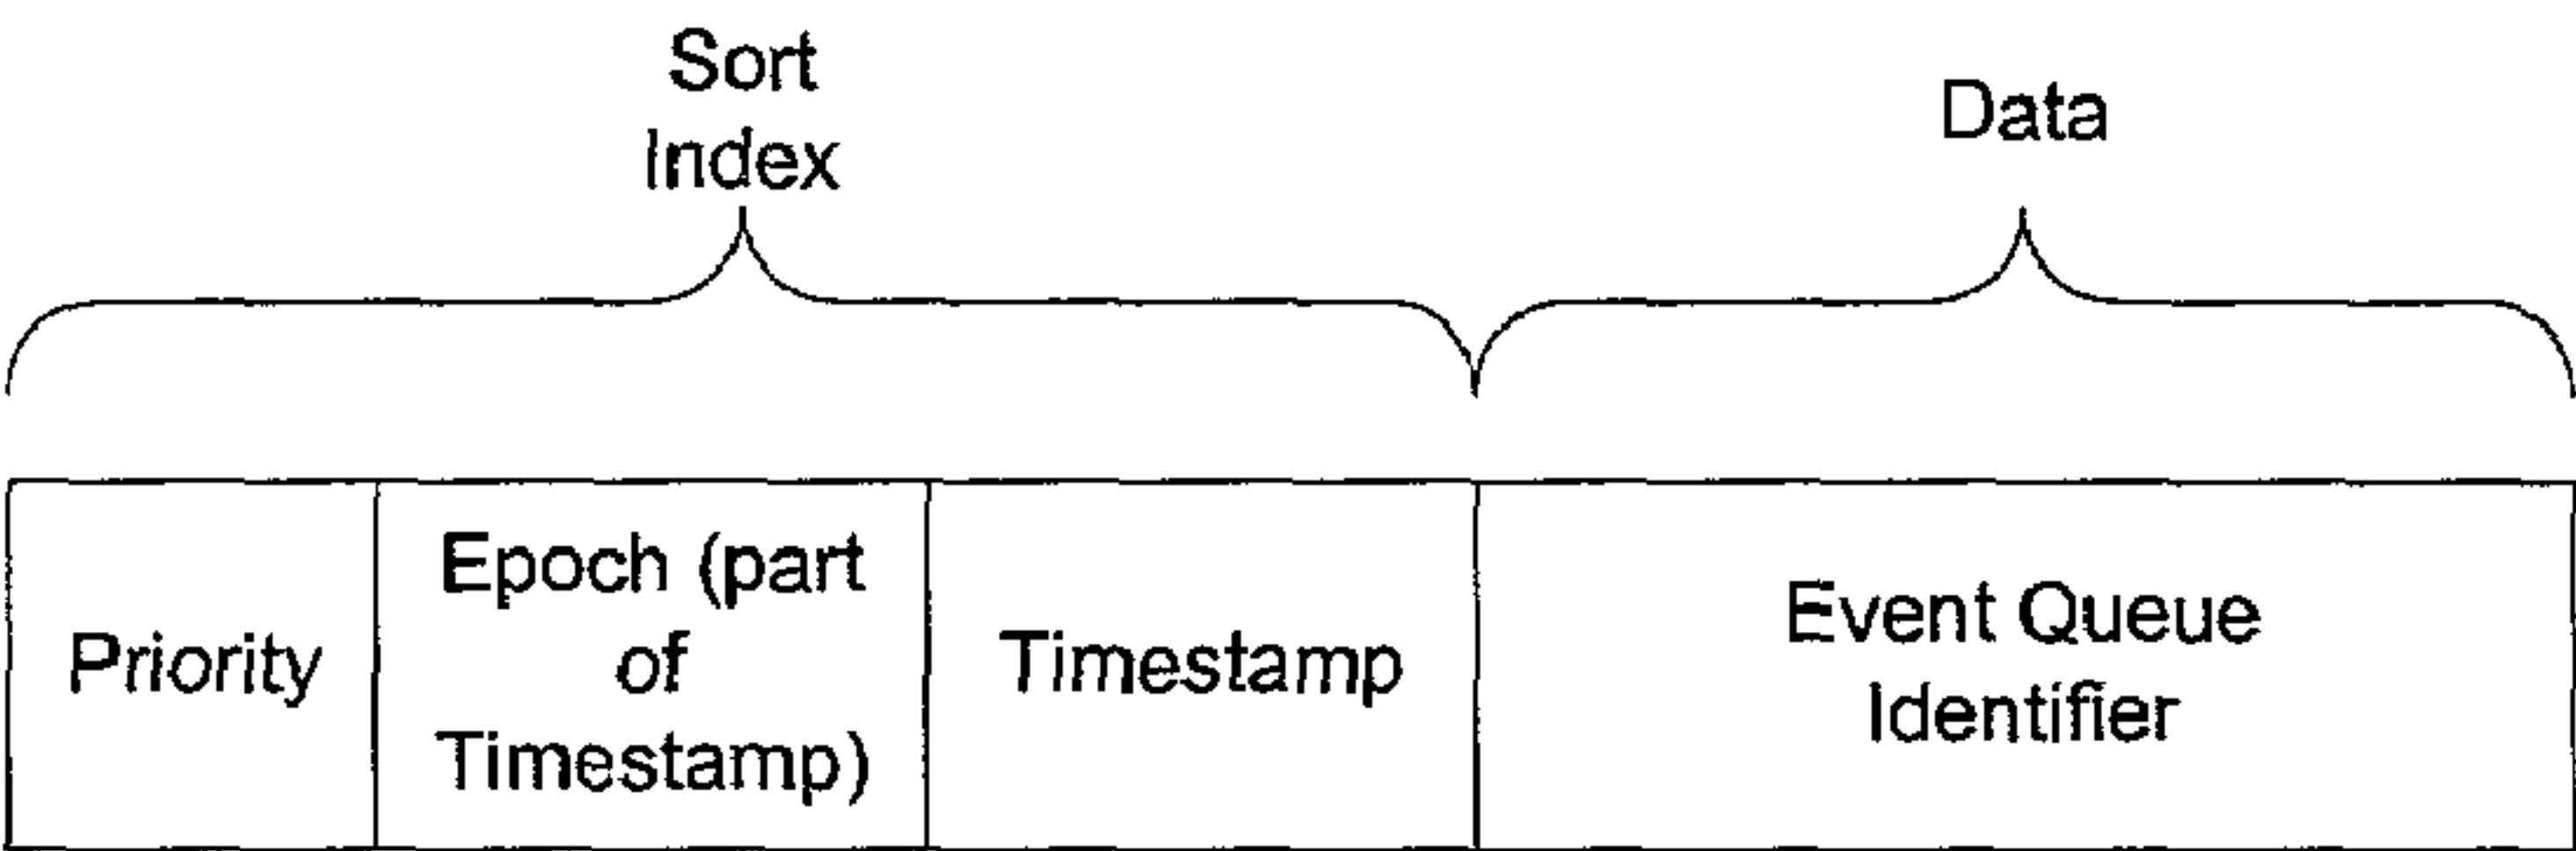 Sort
Index
Data
Priority
Epoch (part
of
Timestamp)
Timestamp
Event Queue
Identifier